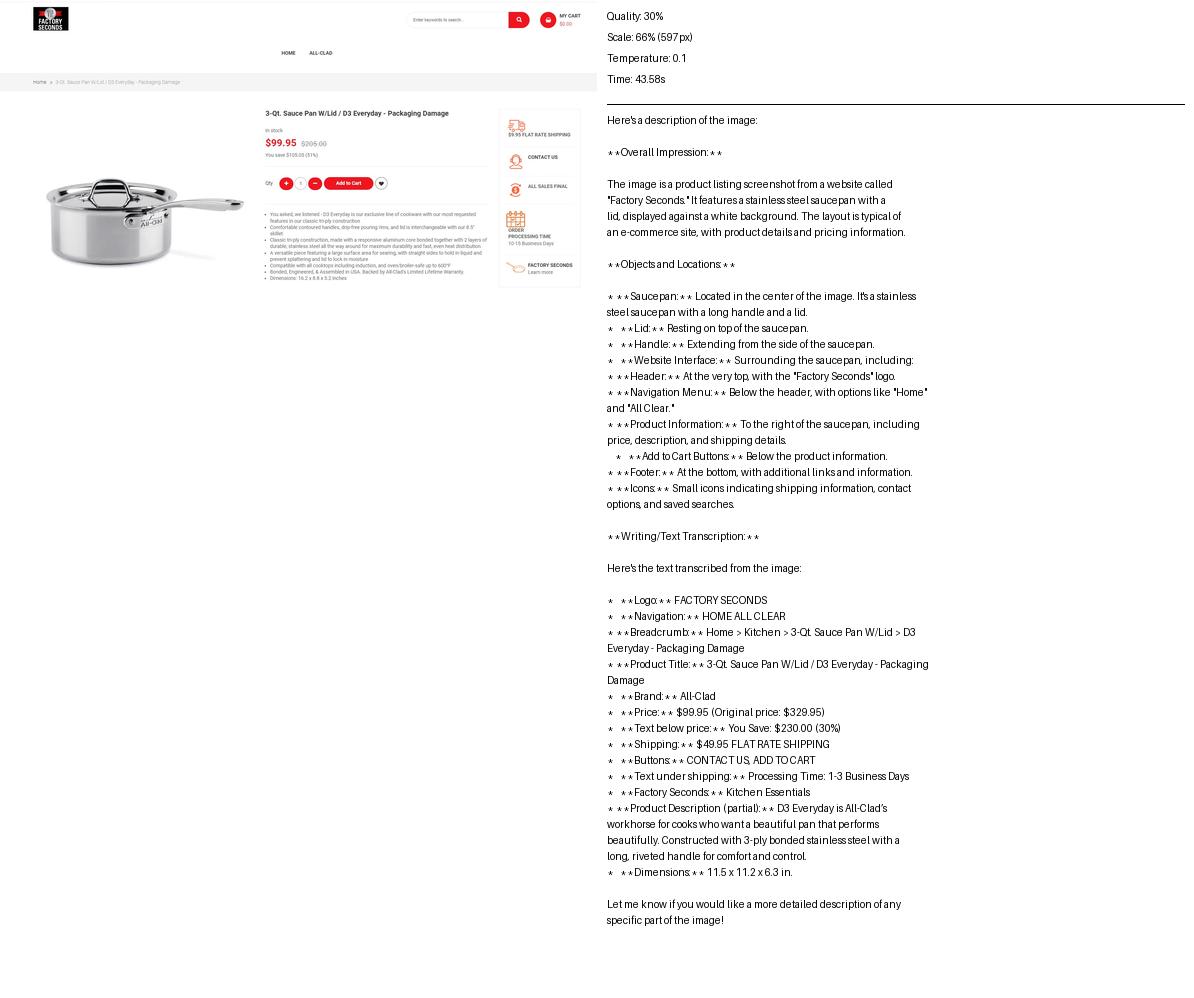 FACTORY
SECONDS
Enter keywords to search...
MY CART
$0.00
HOME
ALL-CLAD
Home » 3-Qt. Sauce Pan W/Lid / D3 Everyday - Packaging Damage
3-Qt. Sauce Pan W/Lid / D3 Everyday - Packaging Damage
In stock
$99.95 $205.00
You save $105.05 (51%)
Qty + 1 − Add to Cart
• You asked, we listened - D3 Everyday is our exclusive line of cookware with our most requested
features in our classic tri-ply construction
• Comfortable contoured handles, drip-free pouring rims, and lid is interchangeable with our 8.5"
skillet
• Classic tri-ply construction, made with a responsive aluminum core bonded together with 2 layers of
durable, stainless steel all the way around for maximum durability and fast, even heat distribution
• A versatile piece featuring a large surface area for searing, with straight sides to hold in liquid and
prevent splattering and lid to lock in moisture
• Compatible with all cooktops including induction, and oven/broiler-safe up to 600°F
• Bonded, Engineered, & Assembled in USA. Backed by All-Clad's Limited Lifetime Warranty.
• Dimensions: 16.2 x 8.8 x 5.2 inches
All-Clad
$9.95 FLAT RATE SHIPPING
CONTACT US
ALL SALES FINAL
ORDER
PROCESSING TIME
10-15 Business Days
FACTORY SECONDS
Learn more
Quality: 30%
Scale: 66% (597px)
Temperature: 0.1
Time: 43.58s
Here's a description of the image:
**Overall Impression:**
The image is a product listing screenshot from a website called
"Factory Seconds." It features a stainless steel saucepan with a
lid, displayed against a white background. The layout is typical of
an e-commerce site, with product details and pricing information.
**Objects and Locations:**
* **Saucepan:** Located in the center of the image. It's a stainless
steel saucepan with a long handle and a lid.
* **Lid:** Resting on top of the saucepan.
* **Handle:** Extending from the side of the saucepan.
* **Website Interface:** Surrounding the saucepan, including:
* **Header:** At the very top, with the "Factory Seconds" logo.
* **Navigation Menu:** Below the header, with options like "Home"
and "All Clear."
* **Product Information:** To the right of the saucepan, including
price, description, and shipping details.
* **Add to Cart Buttons:** Below the product information.
* **Footer:** At the bottom, with additional links and information.
* **Icons:** Small icons indicating shipping information, contact
options, and saved searches.
**Writing/Text Transcription:**
Here's the text transcribed from the image:
* **Logo:** FACTORY SECONDS
* **Navigation:** HOME ALL CLEAR
* **Breadcrumb:** Home > Kitchen > 3-Qt. Sauce Pan W/Lid > D3
Everyday - Packaging Damage
* **Product Title:** 3-Qt. Sauce Pan W/Lid / D3 Everyday - Packaging
Damage
* **Brand:** All-Clad
* **Price:** $99.95 (Original price: $329.95)
* **Text below price:** You Save: $230.00 (30%)
* **Shipping:** $49.95 FLAT RATE SHIPPING
* **Buttons:** CONTACT US, ADD TO CART
* **Text under shipping:** Processing Time: 1-3 Business Days
* **Factory Seconds:** Kitchen Essentials
* **Product Description (partial):** D3 Everyday is All-Clad's
workhorse for cooks who want a beautiful pan that performs
beautifully. Constructed with 3-ply bonded stainless steel with a
long, riveted handle for comfort and control.
* **Dimensions:** 11.5 x 11.2 x 6.3 in.
Let me know if you would like a more detailed description of any
specific part of the image!